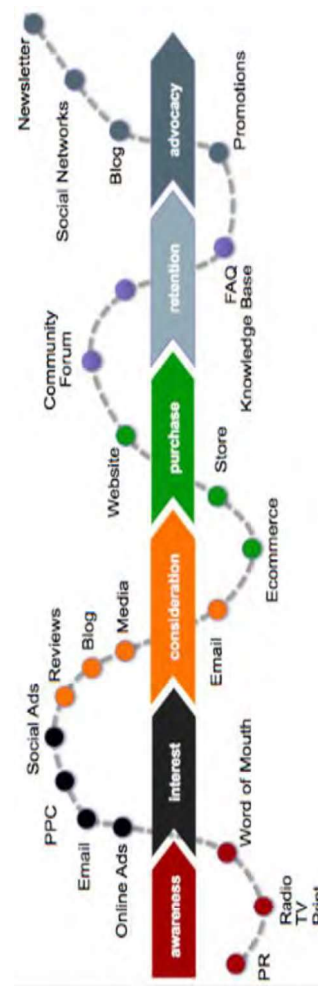 PR
Radio
TV
Print
Word of Mouth
awareness
Online Ads
Email
PPC
Social Ads
interest
Reviews
Blog
Media
consideration
Email
Ecommerce
Store
purchase
Website
Community
Forum
retention
FAQ
Knowledge Base
Promotions
advocacy
Blog
Social Networks
Newsletter